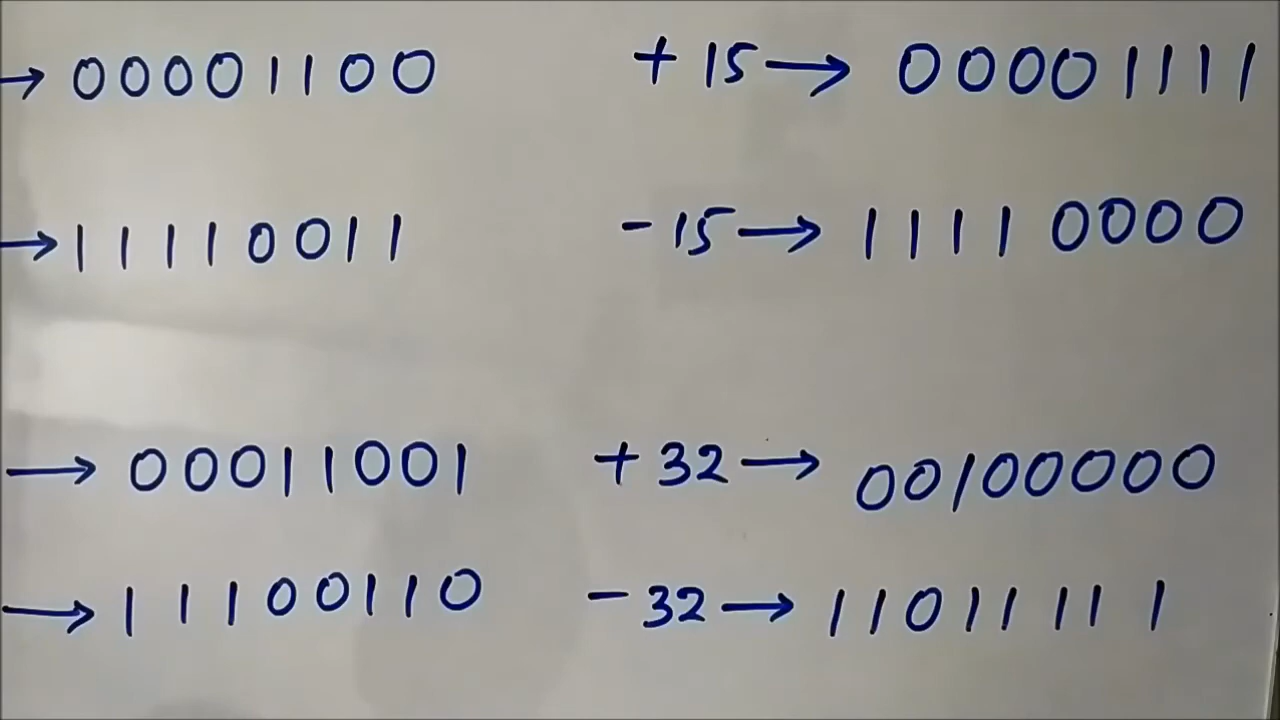 → 00001100 +15 → 00001111
→ 11110011 -15 → 11110000
→ 00011001 +32 → 00100000
→ 11100110 -32 → 11011111